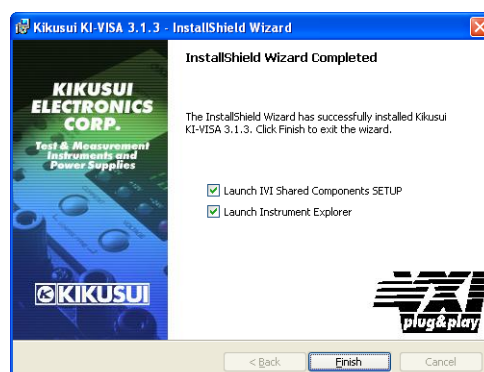 Kikusui KI-VISA 3.1.3 - InstallShield Wizard
InstallShield Wizard Completed
KIKUSUI
ELECTRONICS
CORP.
Test & Measurement
Instruments and
Power Supplies
The InstallShield Wizard has successfully installed Kikusui
KI-VISA 3.1.3. Click Finish to exit the wizard.
Launch IVI Shared Components SETUP
Launch Instrument Explorer
KIKUSUI
VXI
plug&play
< Back
Finish
Cancel